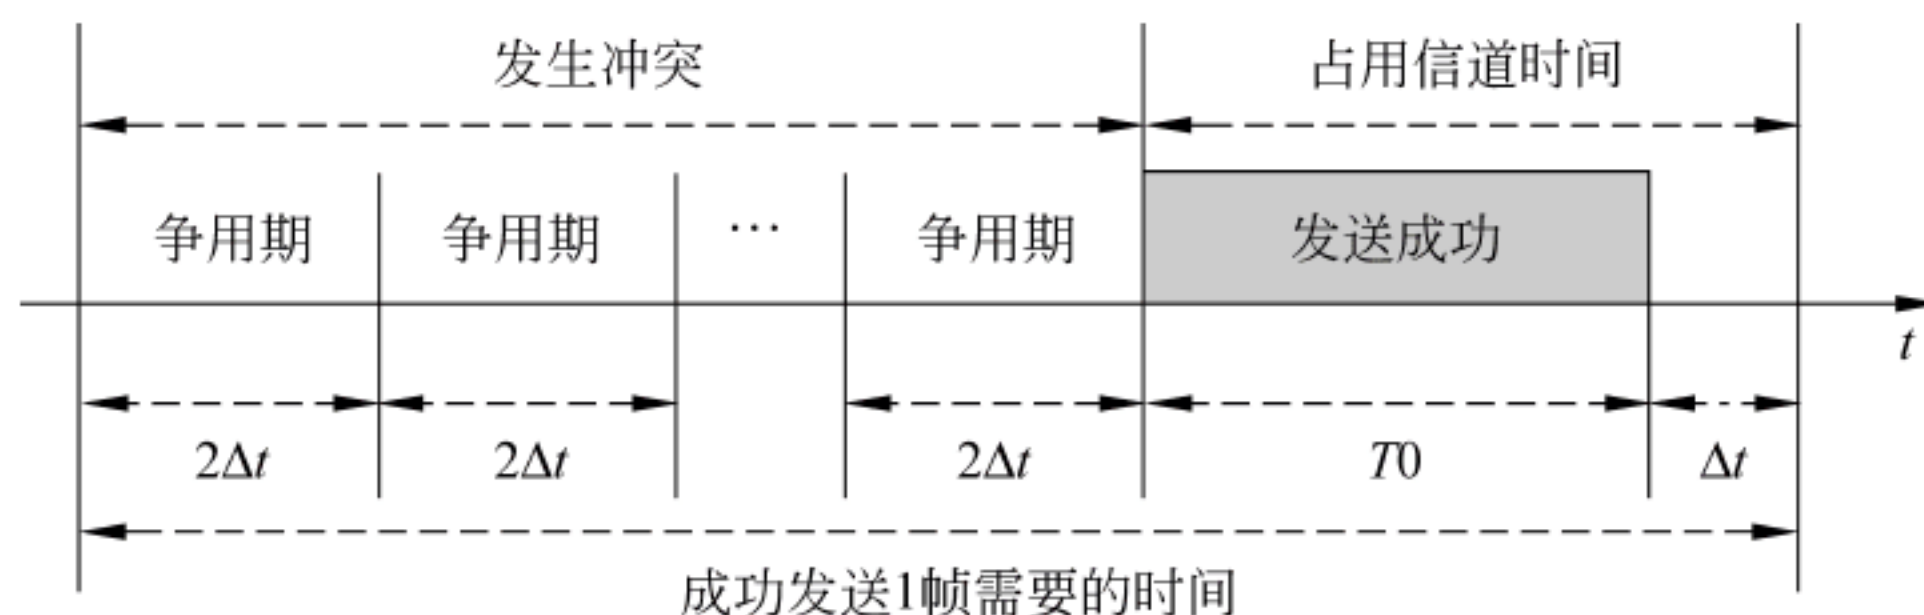 发生冲突 占用信道时间
争用期 争用期 … 争用期 发送成功
t
2Δt 2Δt 2Δt T0 Δt
成功发送1帧需要的时间